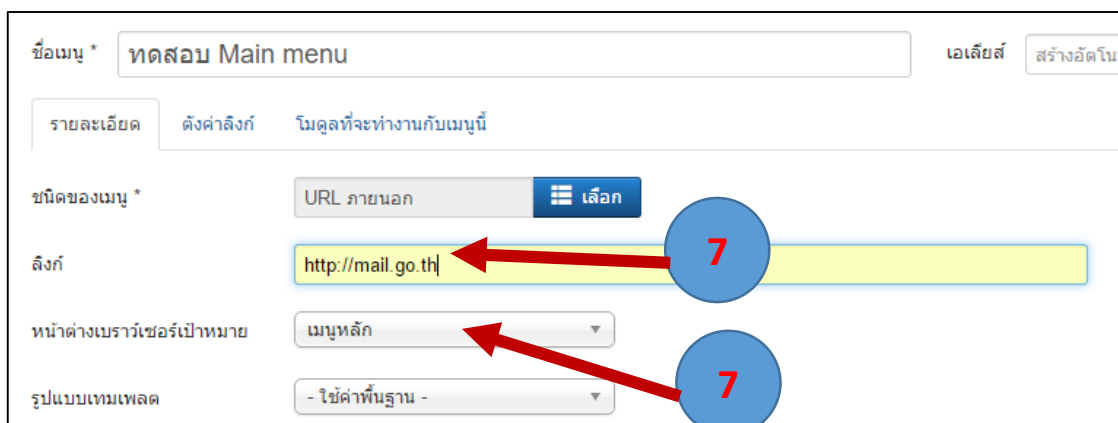 ชื่อเมนู * ทดสอบ Main menu เอเลียส์ สร้างอัตโน
รายละเอียด ตังค่าลิงก์ โมดูลที่จะทำงานกับเมนูนี้
ชนิดของเมนู * URL ภายนอก เลือก
7
ลิงก์ http://mail.go.th
หน้าต่างเบราว์เซอร์เป้าหมาย เมนูหลัก
7
รูปแบบเทมเพลต - ใช้ค่าพื้นฐาน -